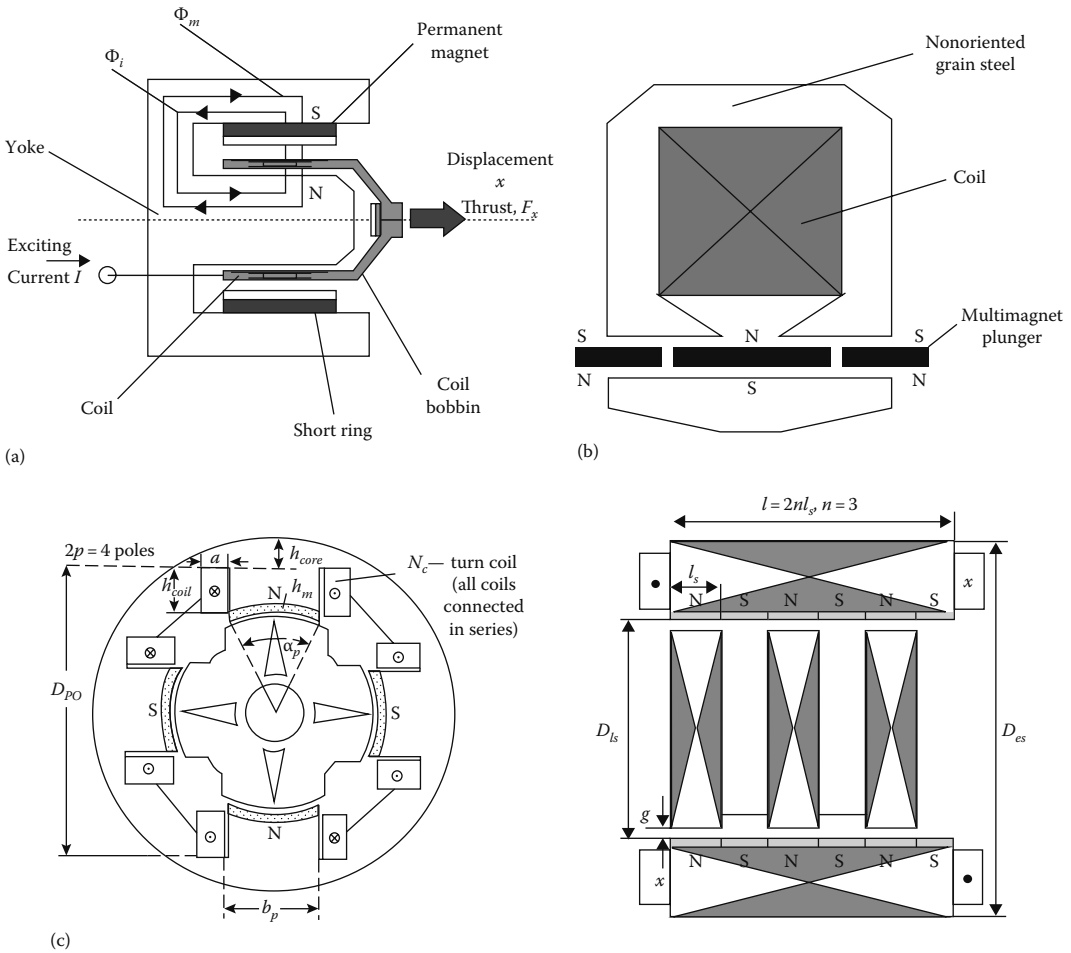 Φm
Φi
Permanent
magnet
S
Yoke
N
Displacement
x
Thrust, Fx
Exciting
Current I
Coil
Short ring
Coil
bobbin
(a)
Nonoriented
grain steel
Coil
Multimagnet
plunger
S
N
S
N
S
N
(b)
2p = 4 poles
a
hcore
hcoil
N
hm
Nc— turn coil
(all coils
connected
in series)
αp
DPO
S
S
N
bp
(c)
l = 2nls, n = 3
ls
x
N S N S N S
Dls
Des
g
x
N S N S N S